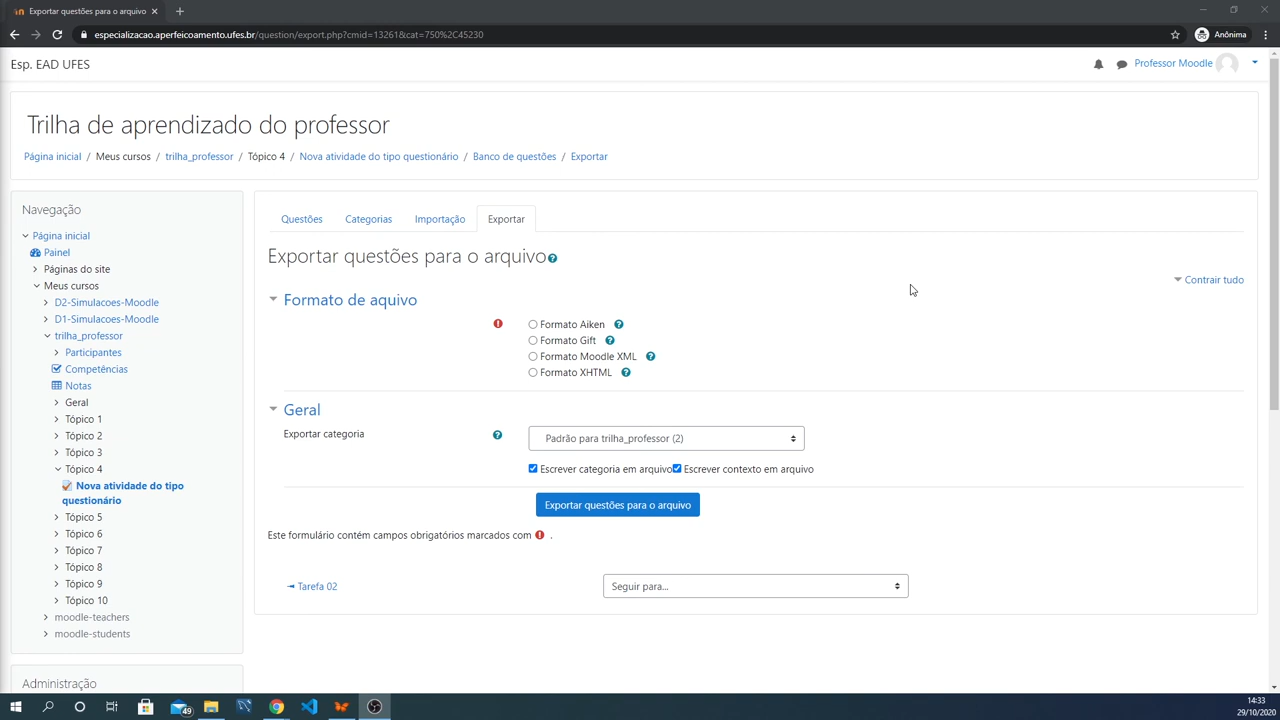 Exportar questões para o arquivo
especializacao.aperfeicoamento.ufes.br/question/export.php?cmid=13261&cat=750%2C45230
Anônima
Esp. EAD UFES
Professor Moodle
Trilha de aprendizado do professor
Página inicial / Meus cursos / trilha_professor / Tópico 4 / Nova atividade do tipo questionário / Banco de questões / Exportar
Navegação
Página inicial
Painel
Páginas do site
Meus cursos
D2-Simulacoes-Moodle
D1-Simulacoes-Moodle
trilha_professor
Participantes
Competências
Notas
Geral
Tópico 1
Tópico 2
Tópico 3
Tópico 4
Nova atividade do tipo
questionário
Tópico 5
Tópico 6
Tópico 7
Tópico 8
Tópico 9
Tópico 10
moodle-teachers
moodle-students
Administração
Questões Categorias Importação Exportar
Exportar questões para o arquivo
Contrair tudo
Formato de aquivo
Formato Aiken
Formato Gift
Formato Moodle XML
Formato XHTML
Geral
Exportar categoria
Padrão para trilha_professor (2)
Escrever categoria em arquivo Escrever contexto em arquivo
Exportar questões para o arquivo
Este formulário contém campos obrigatórios marcados com .
Tarefa 02
Seguir para...
49
14:33
29/10/2020